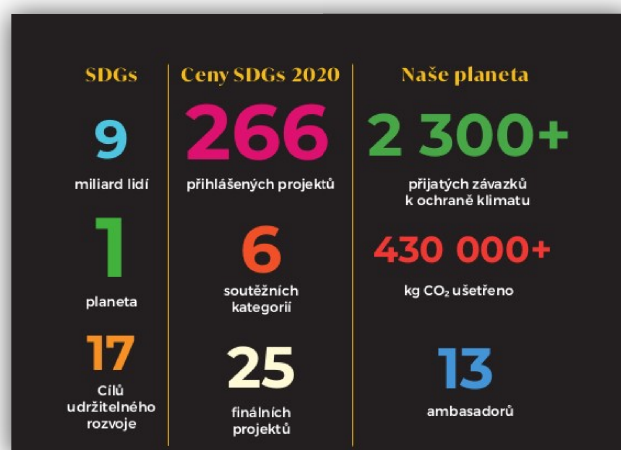 SDGs
9
miliard lidí
1
planeta
17
Cílů
udržitelného
rozvoje
Ceny SDGs 2020
266
přihlášených projektů
6
soutěžních
kategorií
25
finálních
projektů
Naše planeta
2 300+
přijatých závazků
k ochraně klimatu
430 000+
kg CO₂ ušetřeno
13
ambasadorů